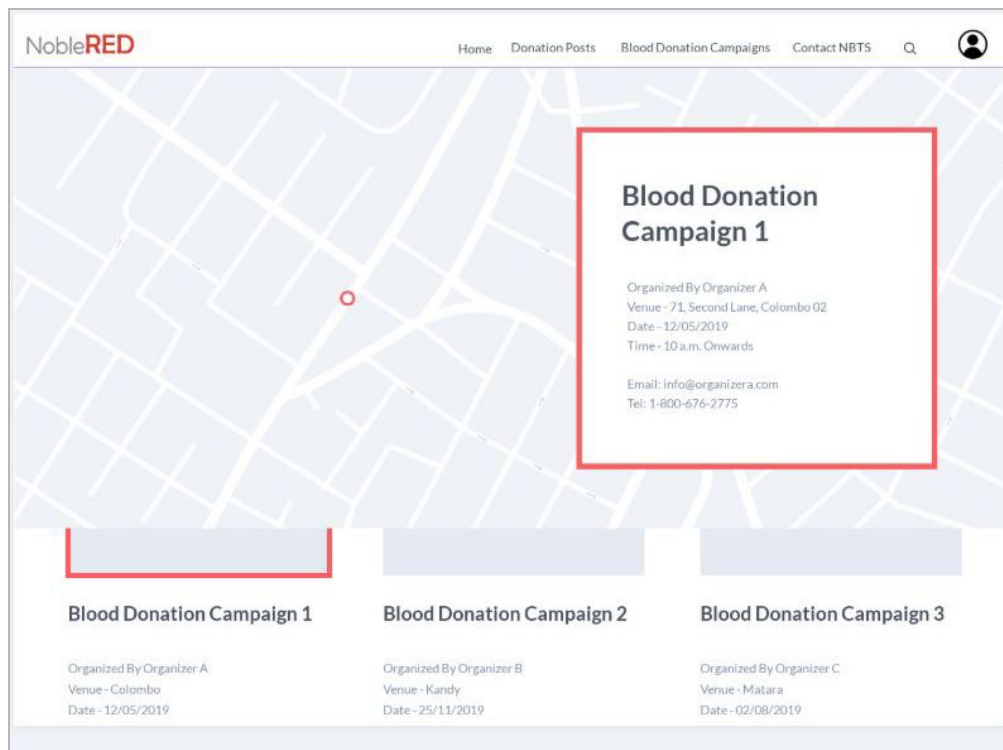 NobleRED
Home Donation Posts Blood Donation Campaigns Contact NBTS
Blood Donation
Campaign 1
Organized By Organizer A
Venue - 71, Second Lane, Colombo 02
Date - 12/05/2019
Time - 10 a.m. Onwards
Email: info@organizera.com
Tel: 1-800-676-2775
Blood Donation Campaign 1
Organized By Organizer A
Venue - Colombo
Date - 12/05/2019
Blood Donation Campaign 2
Organized By Organizer B
Venue - Kandy
Date - 25/11/2019
Blood Donation Campaign 3
Organized By Organizer C
Venue - Matara
Date - 02/08/2019